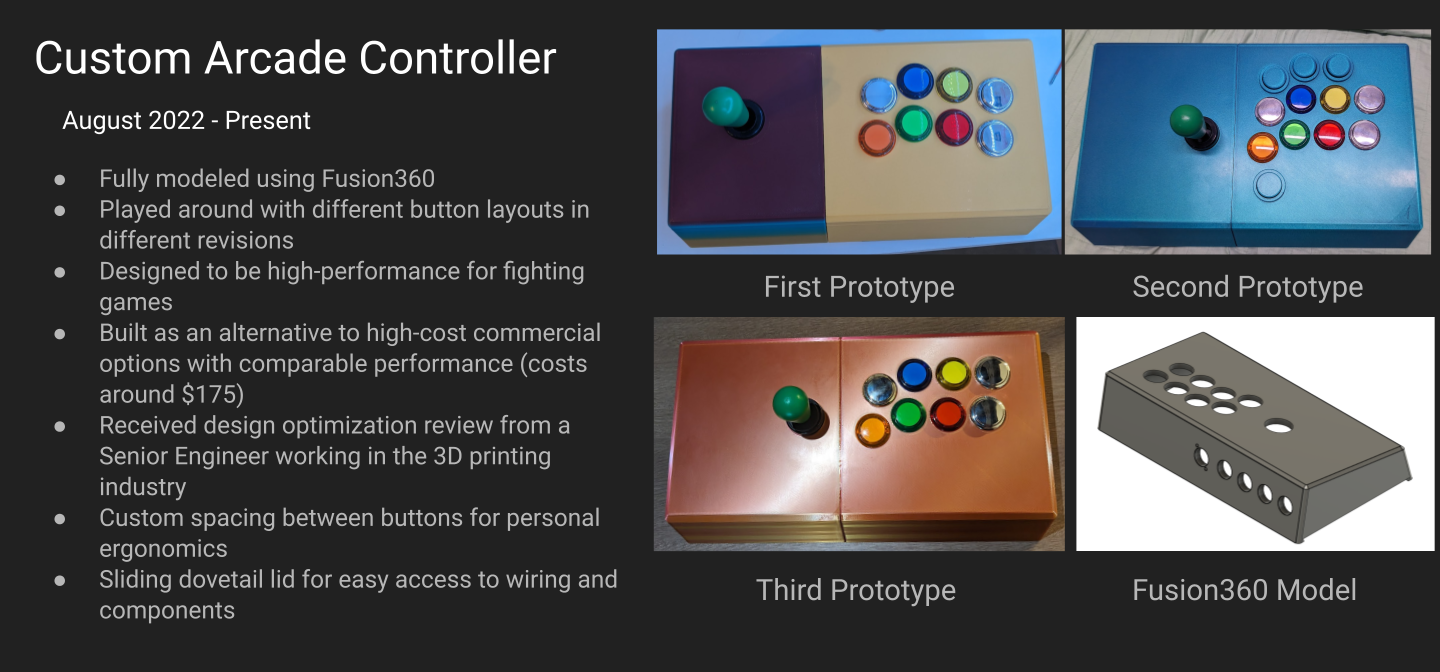 Custom Arcade Controller
August 2022 - Present
● Fully modeled using Fusion360
● Played around with different button layouts in
different revisions
● Designed to be high-performance for fighting
games
● Built as an alternative to high-cost commercial
options with comparable performance (costs
around $175)
● Received design optimization review from a
Senior Engineer working in the 3D printing
industry
● Custom spacing between buttons for personal
ergonomics
● Sliding dovetail lid for easy access to wiring and
components
First Prototype
Second Prototype
Third Prototype
Fusion360 Model